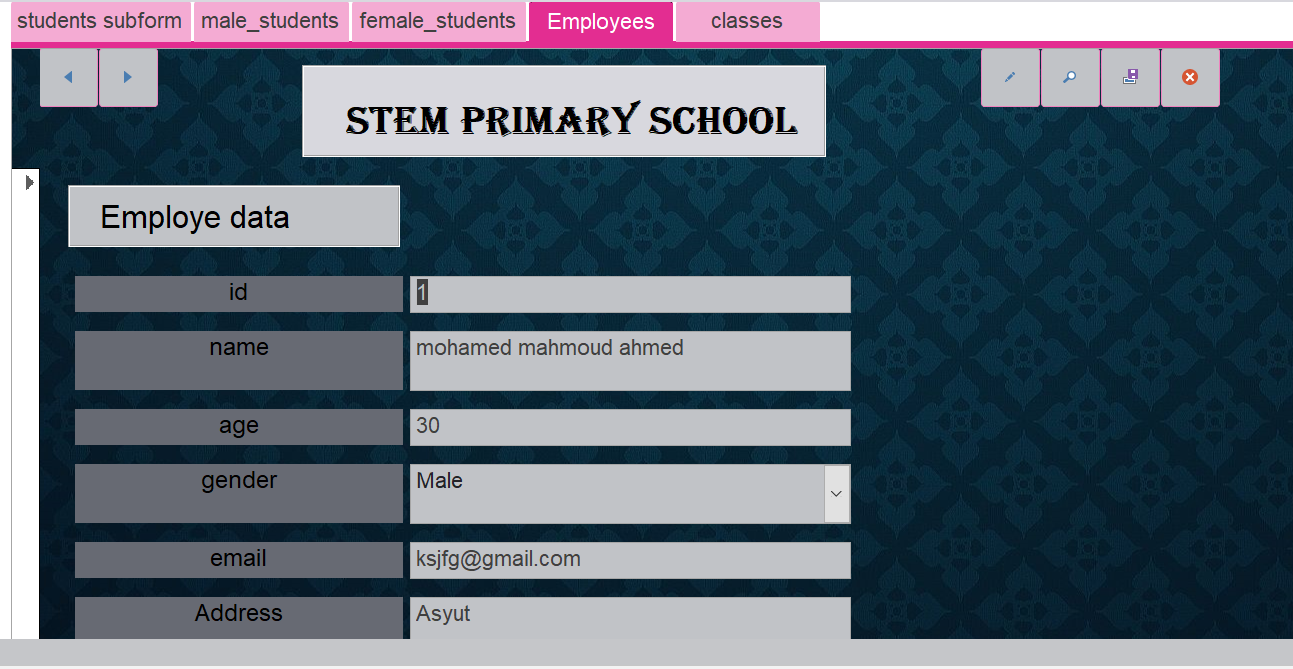 students subform male_students female_students Employees classes
STEM PRIMARY SCHOOL
Employe data
id 1
name mohamed mahmoud ahmed
age 30
gender Male
email ksjfg@gmail.com
Address Asyut